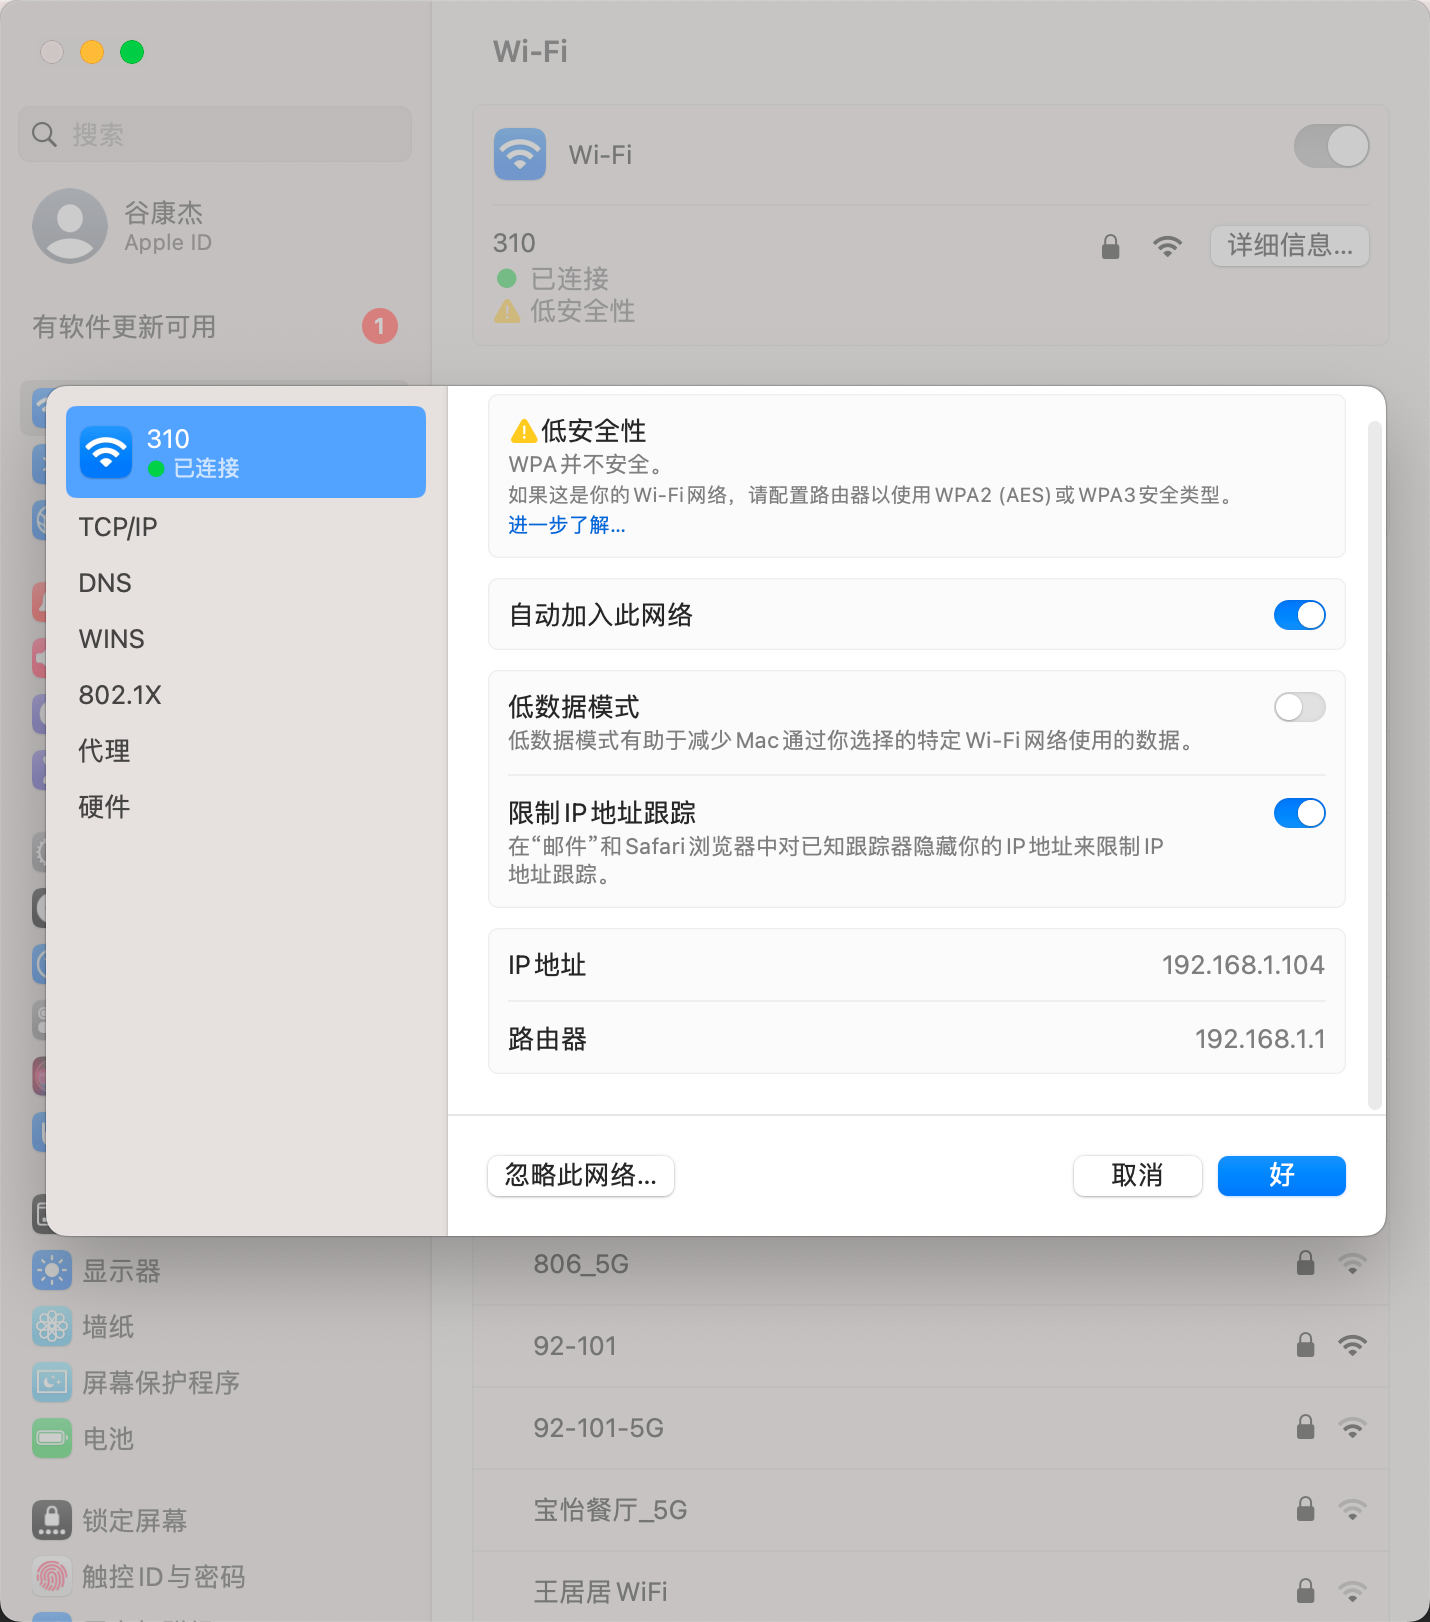 Wi-Fi
搜索
谷康杰
Apple ID
有软件更新可用
1
Wi-Fi
310
已连接
低安全性
详细信息...
310
已连接
TCP/IP
DNS
WINS
802.1X
代理
硬件
低安全性
WPA并不安全。
如果这是你的Wi-Fi网络，请配置路由器以使用WPA2 (AES)或WPA3安全类型。
进一步了解...
自动加入此网络
低数据模式
低数据模式有助于减少Mac通过你选择的特定Wi-Fi网络使用的数据。
限制IP地址跟踪
在“邮件”和Safari浏览器中对已知跟踪器隐藏你的IP地址来限制IP
地址跟踪。
IP地址
192.168.1.104
路由器
192.168.1.1
忽略此网络...
取消
好
显示器
墙纸
屏幕保护程序
电池
锁定屏幕
触控ID与密码
806_5G
92-101
92-101-5G
宝怡餐厅_5G
王居居WiFi